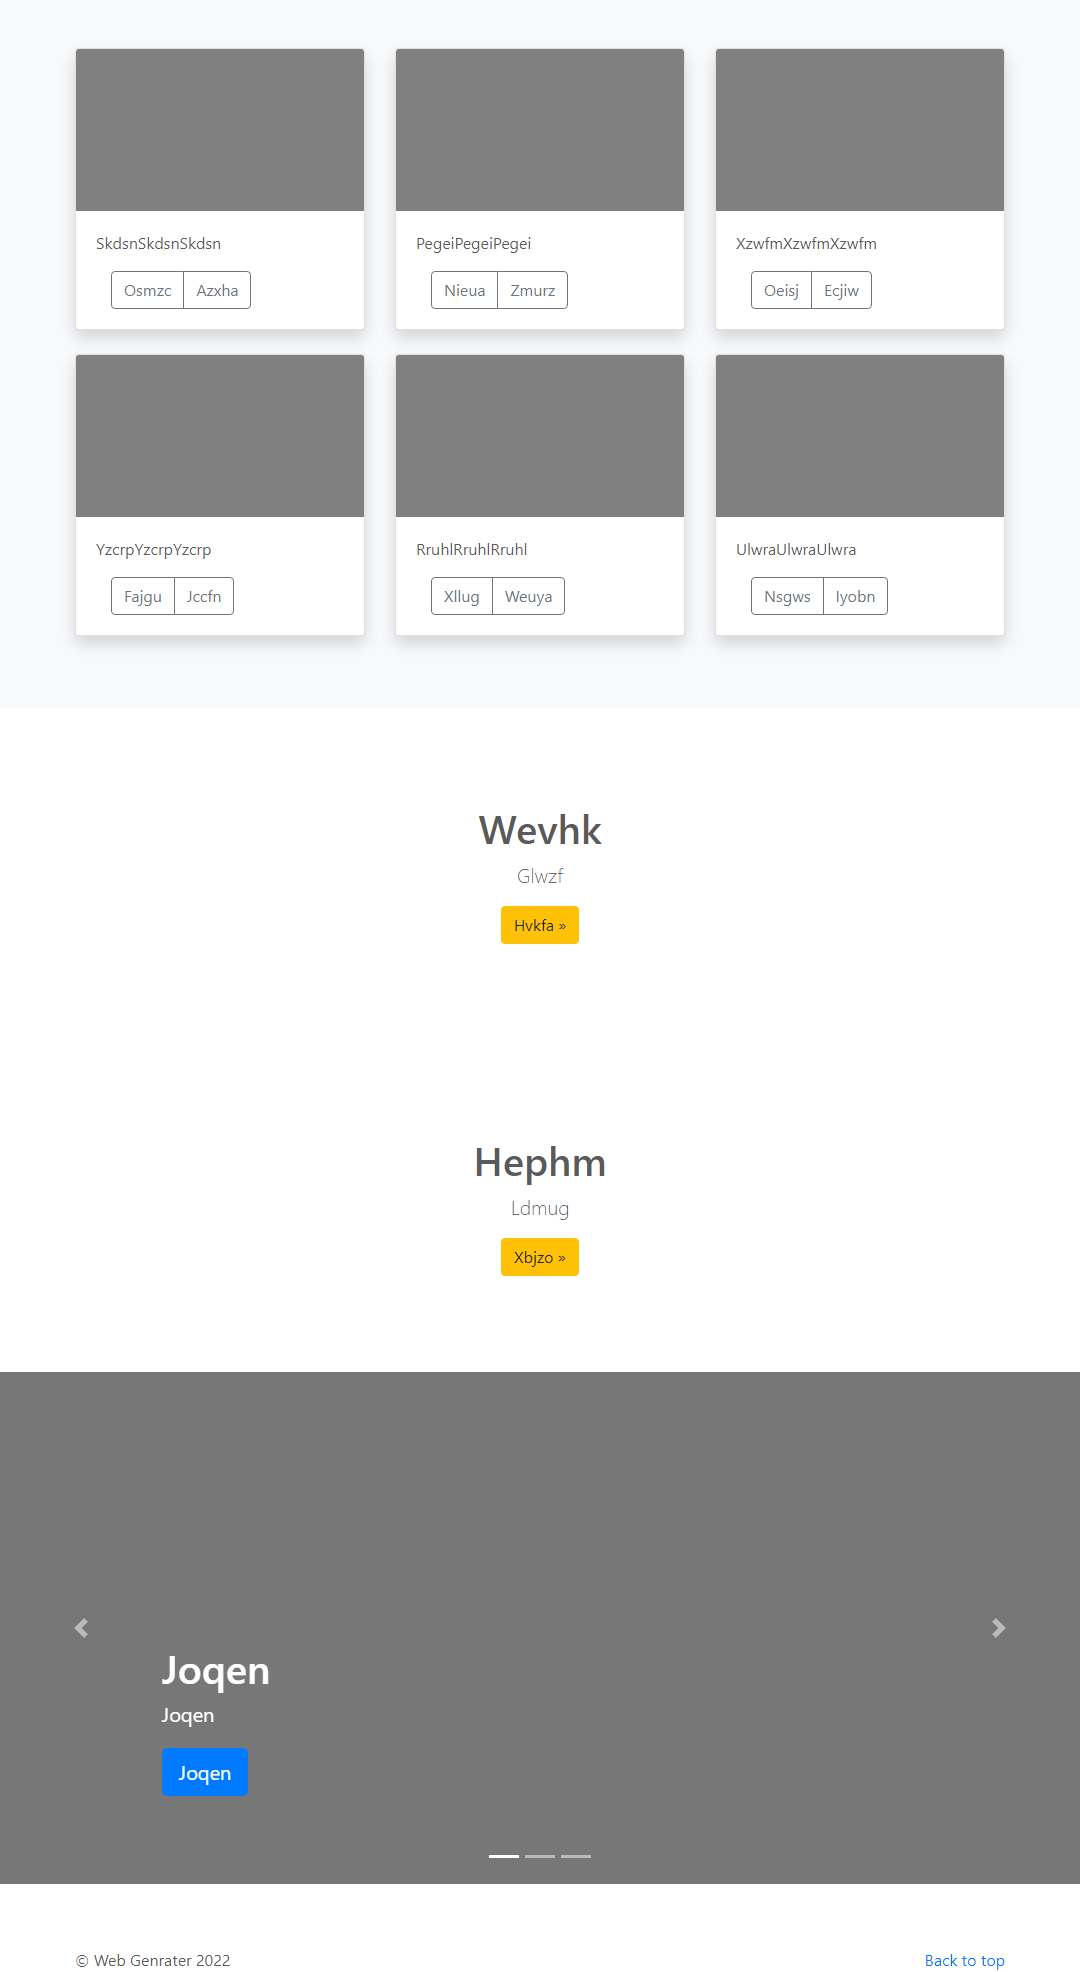 SkdsnSkdsnSkdsn
Osmzc Azxha
PegeiPegeiPegei
Nieua Zmurz
XzwfmXzwfmXzwfm
Oeisj Ecjiw
YzcrpYzcrpYzcrp
Fajgu Jccfn
RruhlRruhlRruhl
Xllug Weuya
UlwraUlwraUlwra
Nsgws Iyobn
Wevhk
Glwzf
Hvkfa »
Hephm
Ldmug
Xbjzo »
Joqen
Joqen
Joqen
© Web Genrater 2022
Back to top